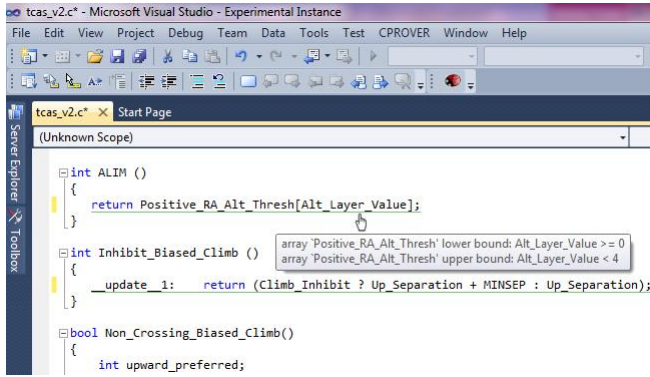 tcas_v2.c* - Microsoft Visual Studio - Experimental Instance
File Edit View Project Debug Team Data Tools Test CPROVER Window Help
tcas_v2.c* × Start Page
Server Explorer
Toolbox
(Unknown Scope)
int ALIM ()
{
return Positive_RA_Alt_Thresh[Alt_Layer_Value];
}
array `Positive_RA_Alt_Thresh' lower bound: Alt_Layer_Value >= 0
array `Positive_RA_Alt_Thresh' upper bound: Alt_Layer_Value < 4
int Inhibit_Biased_Climb ()
{
__update__1: return (Climb_Inhibit ? Up_Separation + MINSEP : Up_Separation);
}
bool Non_Crossing_Biased_Climb()
{
int upward_preferred;